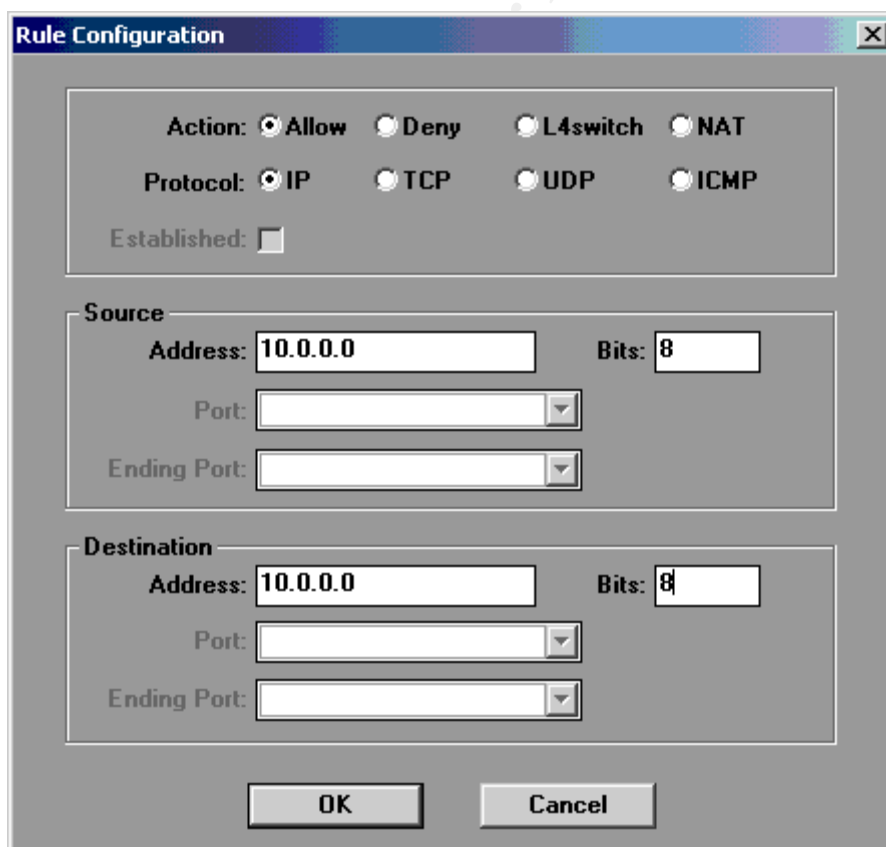 Rule Configuration
Action: Allow Deny L4switch NAT
Protocol: IP TCP UDP ICMP
Established:
Source
Address: 10.0.0.0 Bits: 8
Port:
Ending Port:
Destination
Address: 10.0.0.0 Bits: 8
Port:
Ending Port:
OK Cancel